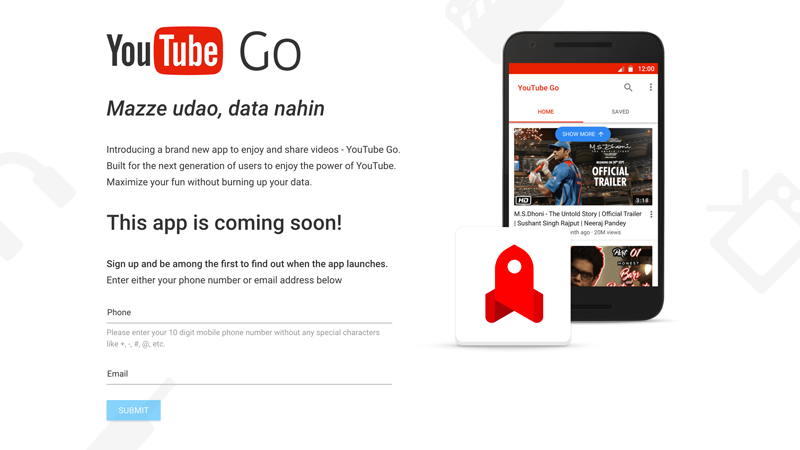 YouTube Go
Mazze udao, data nahin
Introducing a brand new app to enjoy and share videos - YouTube Go.
Built for the next generation of users to enjoy the power of YouTube.
Maximize your fun without burning up your data.
This app is coming soon!
Sign up and be among the first to find out when the app launches.
Enter either your phone number or email address below
Phone
Please enter your 10 digit mobile phone number without any special characters
like +, -, #, @, etc.
Email
SUBMIT
12:00
YouTube Go
HOME SAVED
SHOW MORE
M.S.Dhoni
OFFICIAL
TRAILER
HD
3:18
M.S.Dhoni - The Untold Story | Official Trailer
| Sushant Singh Rajput | Neeraj Pandey
nth ago · 20M views
Part 01
HONEST
Bars